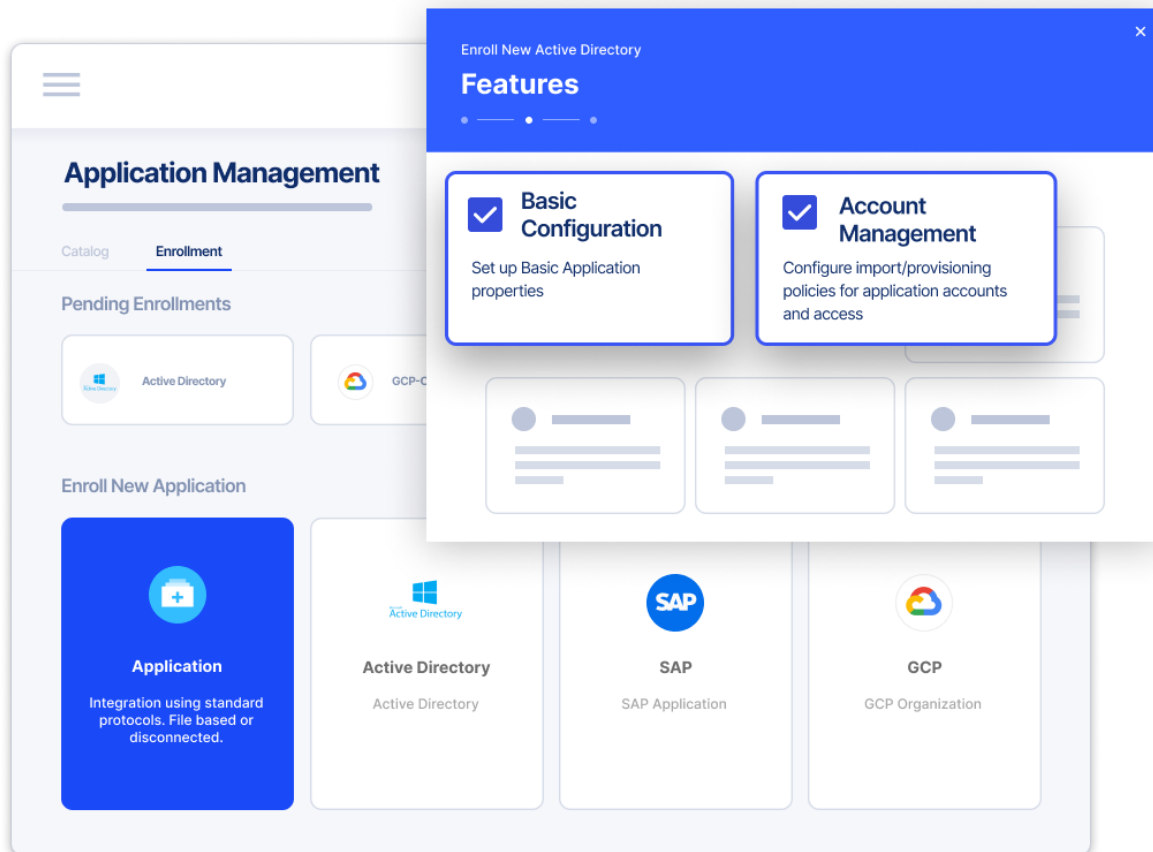 Enroll New Active Directory
Features
Application Management
Catalog
Enrollment
Pending Enrollments
Active Directory
Active Directory
Basic
Configuration
Set up Basic Application
properties
Account
Management
Configure import/provisioning
policies for application accounts
and access
Enroll New Application
Application
Integration using standard
protocols. File based or
disconnected.
Active Directory
Active Directory
Active Directory
SAP
SAP
SAP Application
GCP
GCP Organization